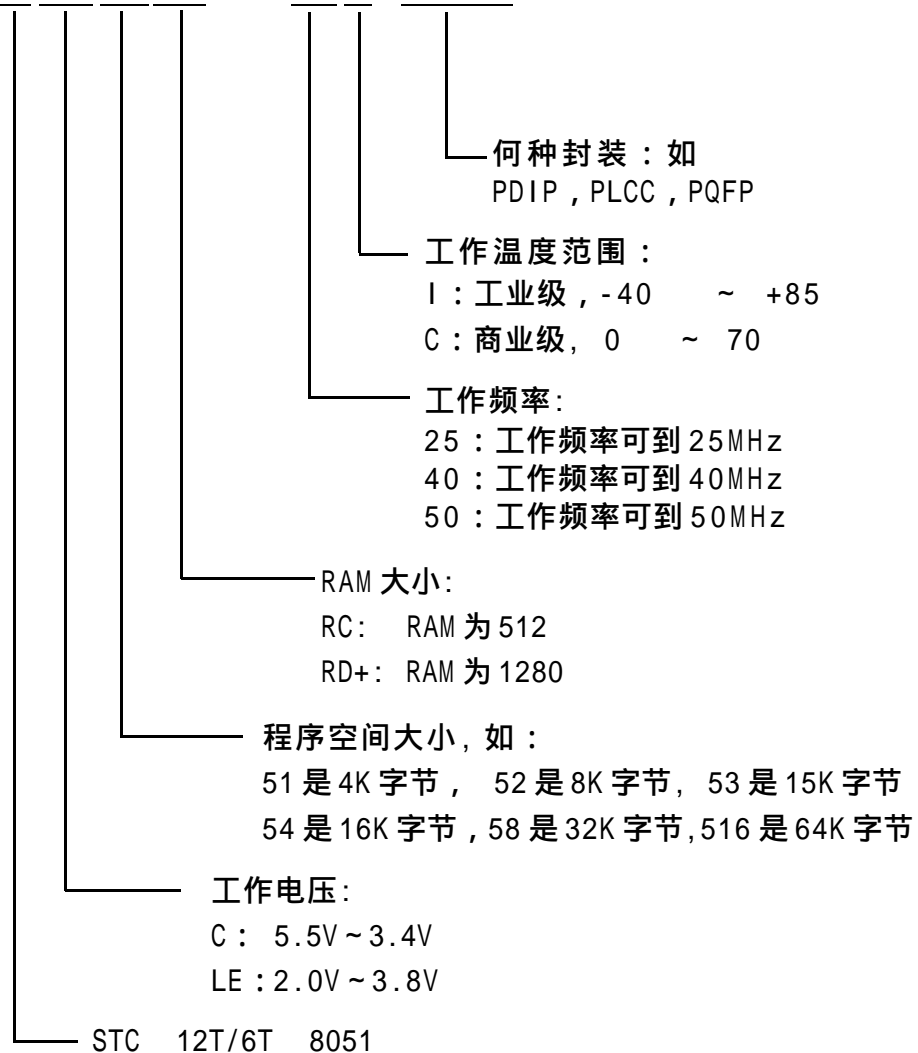 何种封装：如
PDIP，PLCC，PQFP
工作温度范围：
I：工业级，-40 ~ +85
C：商业级, 0 ~ 70
工作频率:
25：工作频率可到25MHz
40：工作频率可到40MHz
50：工作频率可到50MHz
RAM 大小:
RC: RAM 为 512
RD+: RAM 为 1280
程序空间大小, 如：
51 是 4K 字节， 52 是 8K 字节, 53 是 15K 字节
54 是 16K 字节，58 是 32K 字节,516 是 64K 字节
工作电压:
C： 5.5V～3.4V
LE：2.0V～3.8V
STC 12T/6T 8051